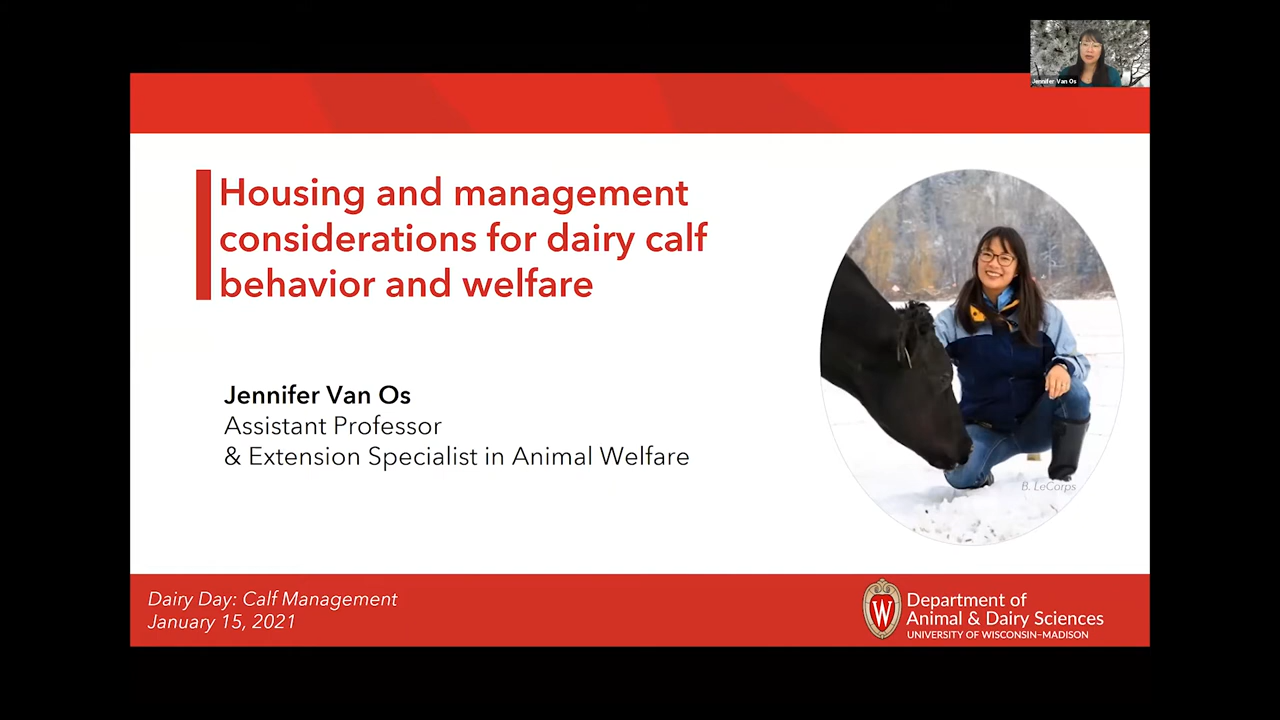 Jennifer Van Os
Housing and management
considerations for dairy calf
behavior and welfare
Jennifer Van Os
Assistant Professor
& Extension Specialist in Animal Welfare
B. LeCorps
Dairy Day: Calf Management
January 15, 2021
W
Department of
Animal & Dairy Sciences
UNIVERSITY OF WISCONSIN–MADISON